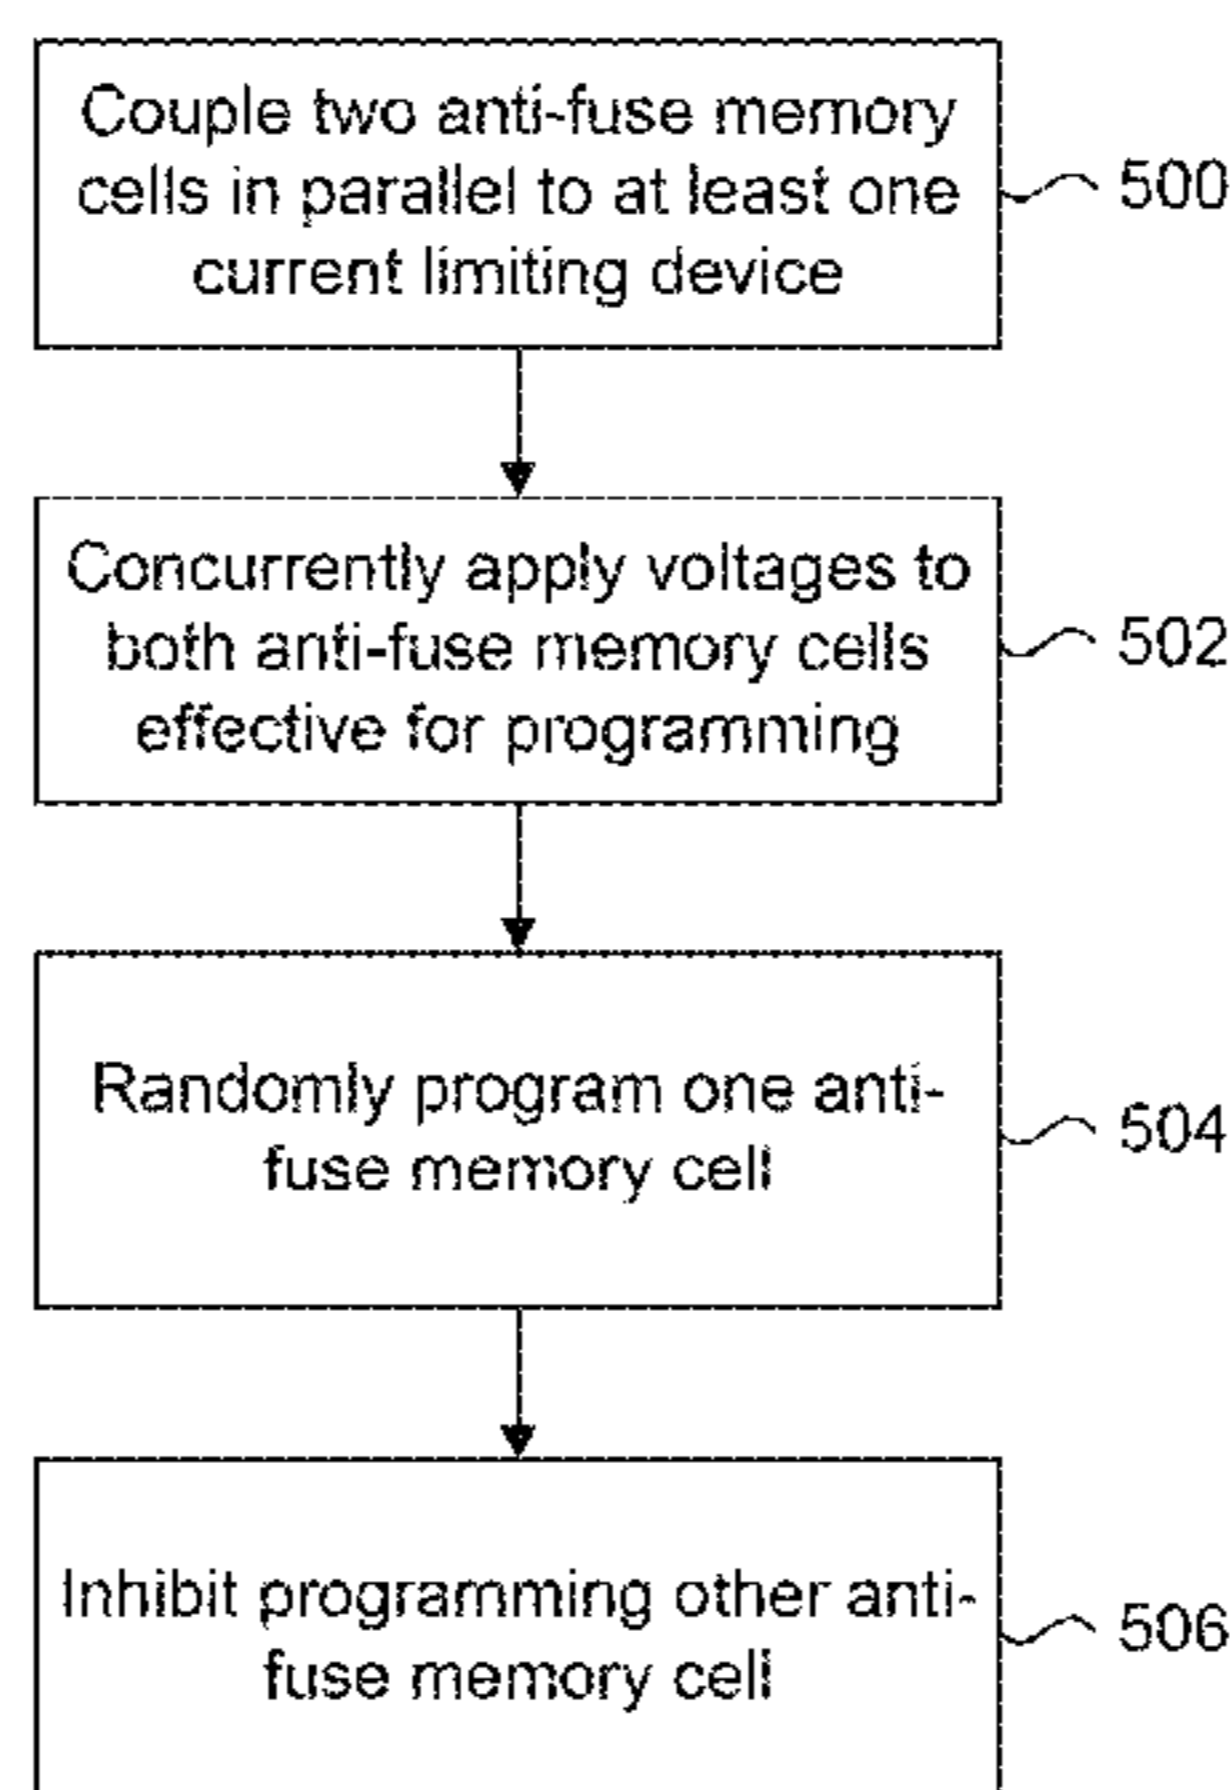 Couple two anti-fuse memory
cells in parallel to at least one
current limiting device
500
Concurrently apply voltages to
both anti-fuse memory cells
effective for programming
502
Randomly program one anti-
fuse memory cell
504
Inhibit programming other anti-
fuse memory cell
506